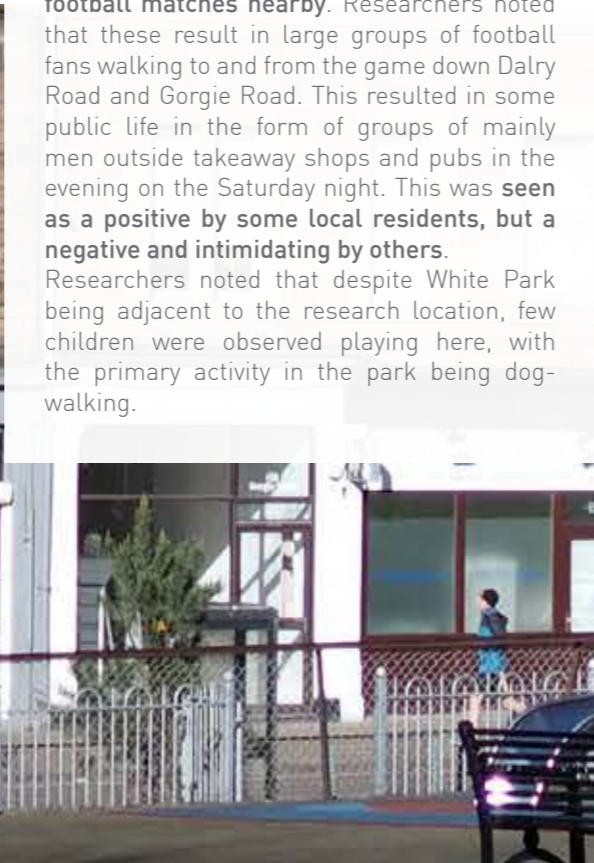 football matches nearby. Researchers noted
that these result in large groups of football
fans walking to and from the game down Dalry
Road and Gorgie Road. This resulted in some
public life in the form of groups of mainly
men outside takeaway shops and pubs in the
evening on the Saturday night. This was seen
as a positive by some local residents, but a
negative and intimidating by others.
Researchers noted that despite White Park
being adjacent to the research location, few
children were observed playing here, with
the primary activity in the park being dog-
walking.